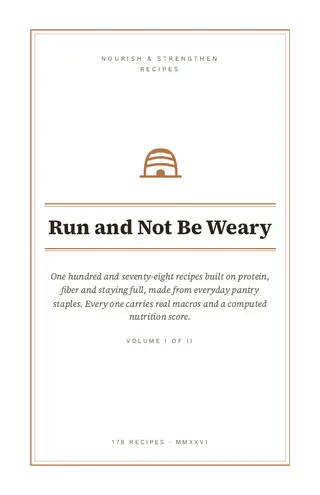 NOURISH & STRENGTHEN
RECIPES
Run and Not Be Weary
One hundred and seventy-eight recipes built on protein,
fiber and staying full, made from everyday pantry
staples. Every one carries real macros and a computed
nutrition score.
VOLUME I OF II
178 RECIPES · MMXXVI